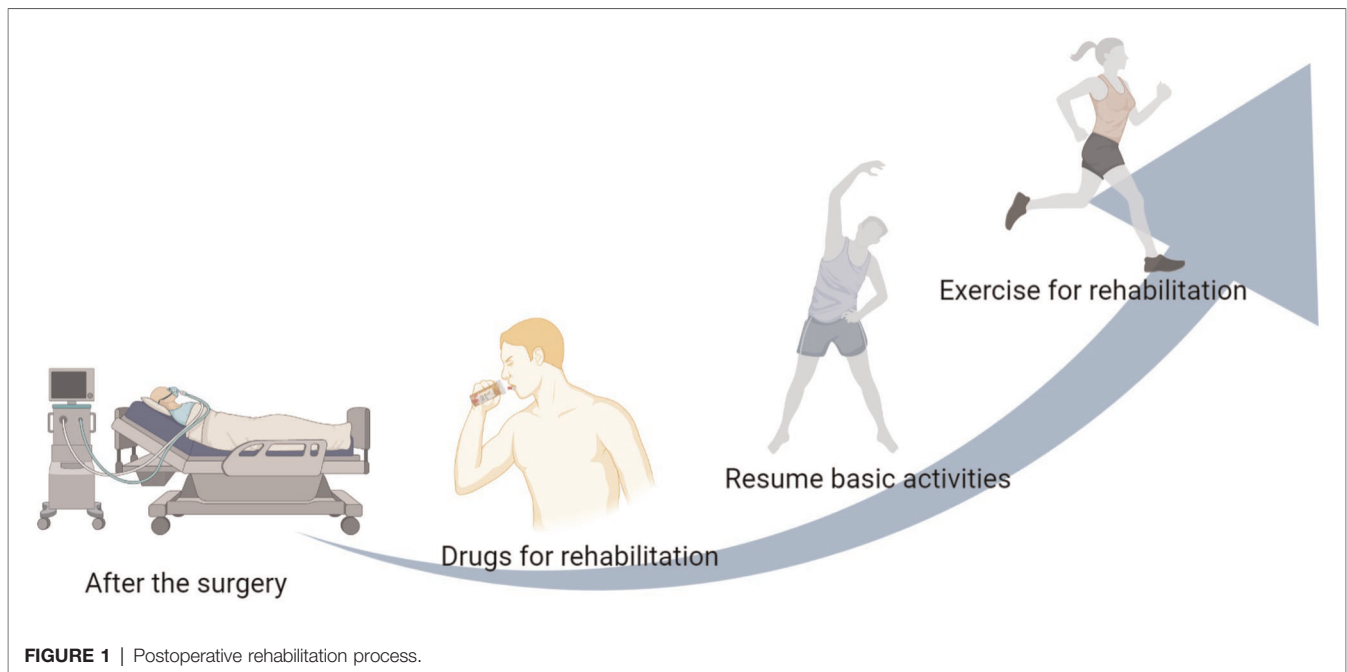 Exercise for rehabilitation
Resume basic activities
Drugs for rehabilitation
After the surgery
FIGURE 1 | Postoperative rehabilitation process.